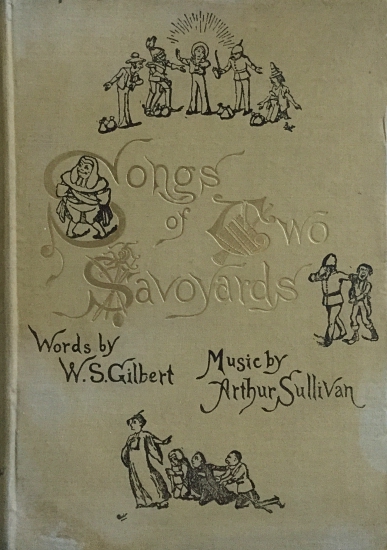 Songs
of Two
Savoyards
Words by
W.S.Gilbert
Music by
Arthur Sullivan